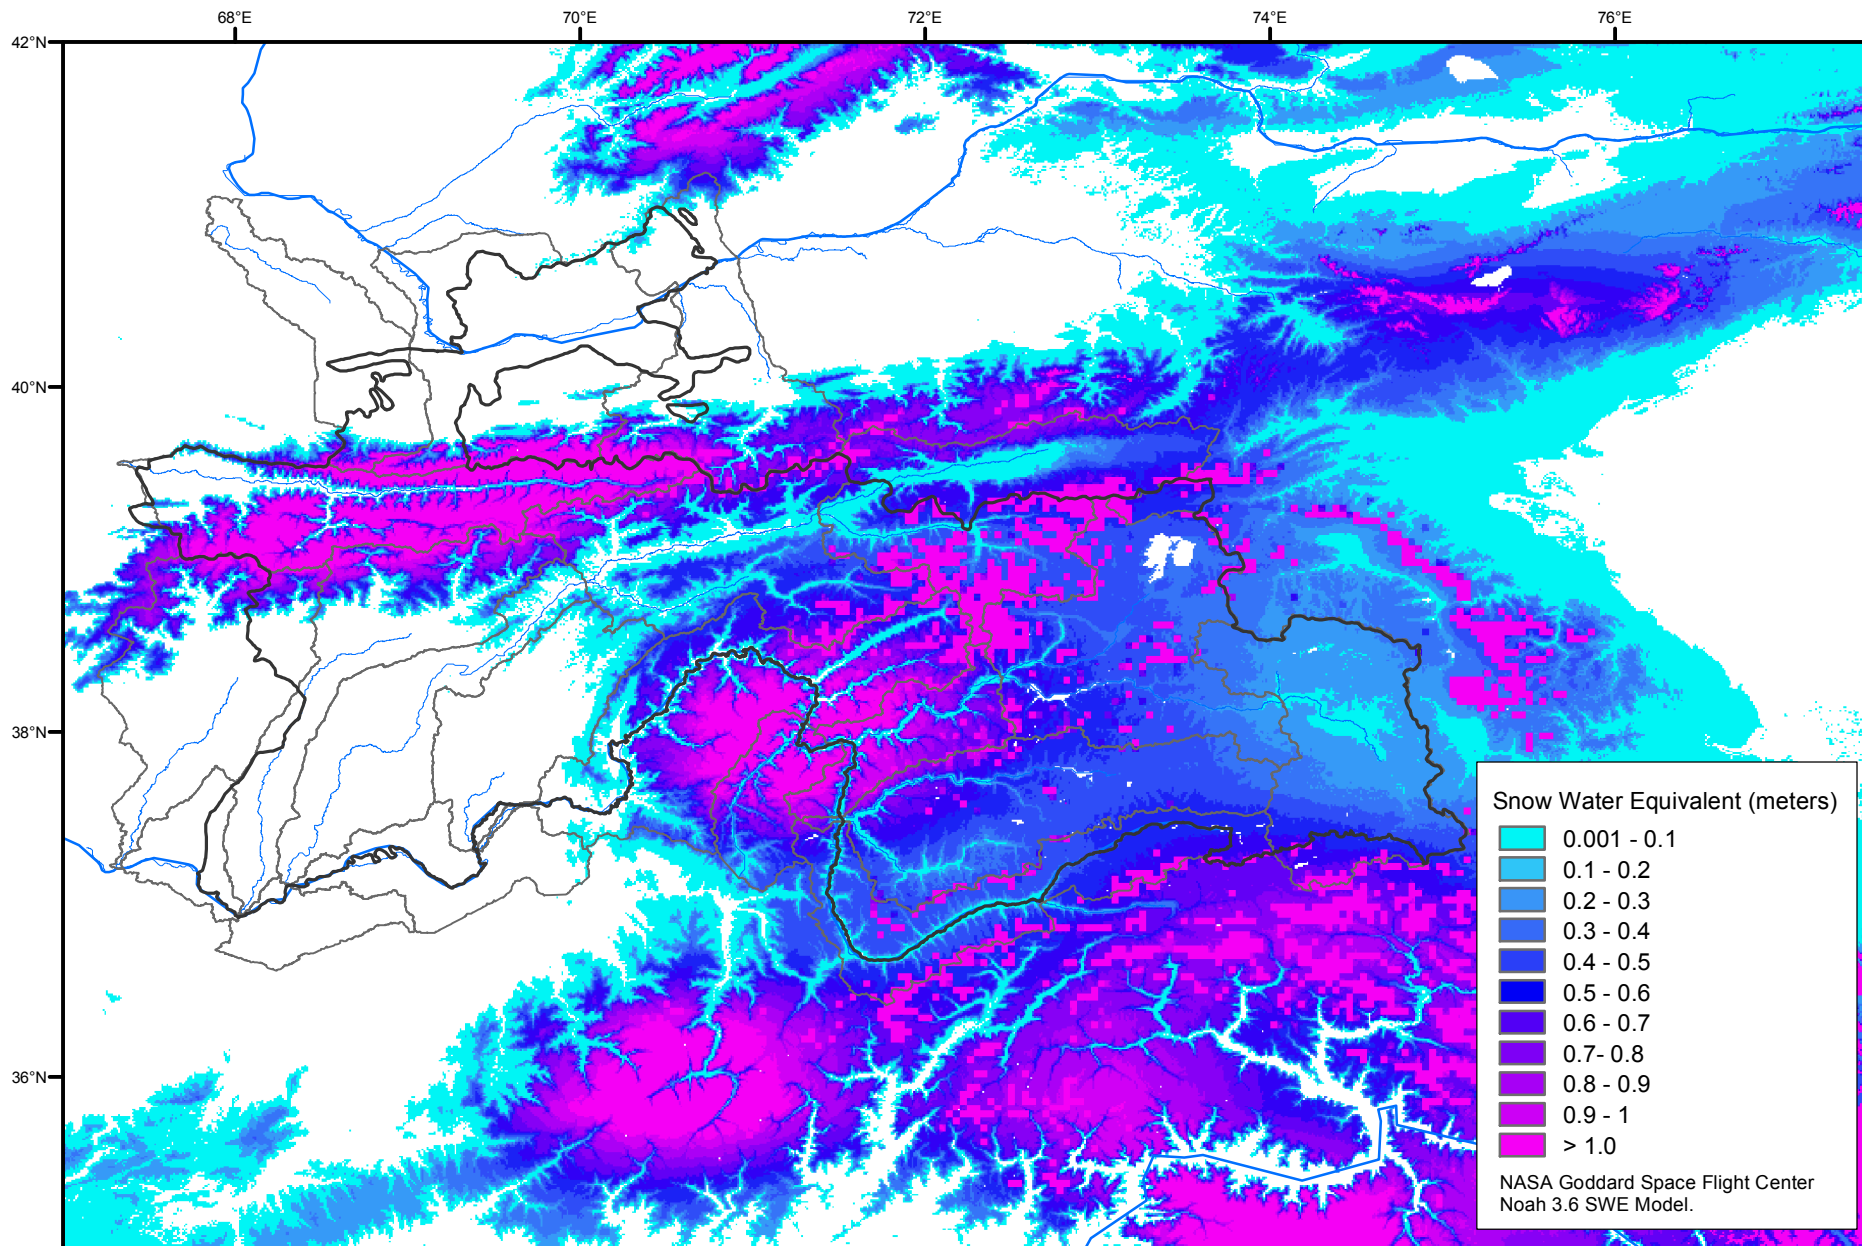 68°E 70°E 72°E 74°E 76°E
42°N
40°N
38°N
36°N
Snow Water Equivalent (meters)
0.001 - 0.1
0.1 - 0.2
0.2 - 0.3
0.3 - 0.4
0.4 - 0.5
0.5 - 0.6
0.6 - 0.7
0.7- 0.8
0.8 - 0.9
0.9 - 1
> 1.0
NASA Goddard Space Flight Center
Noah 3.6 SWE Model.